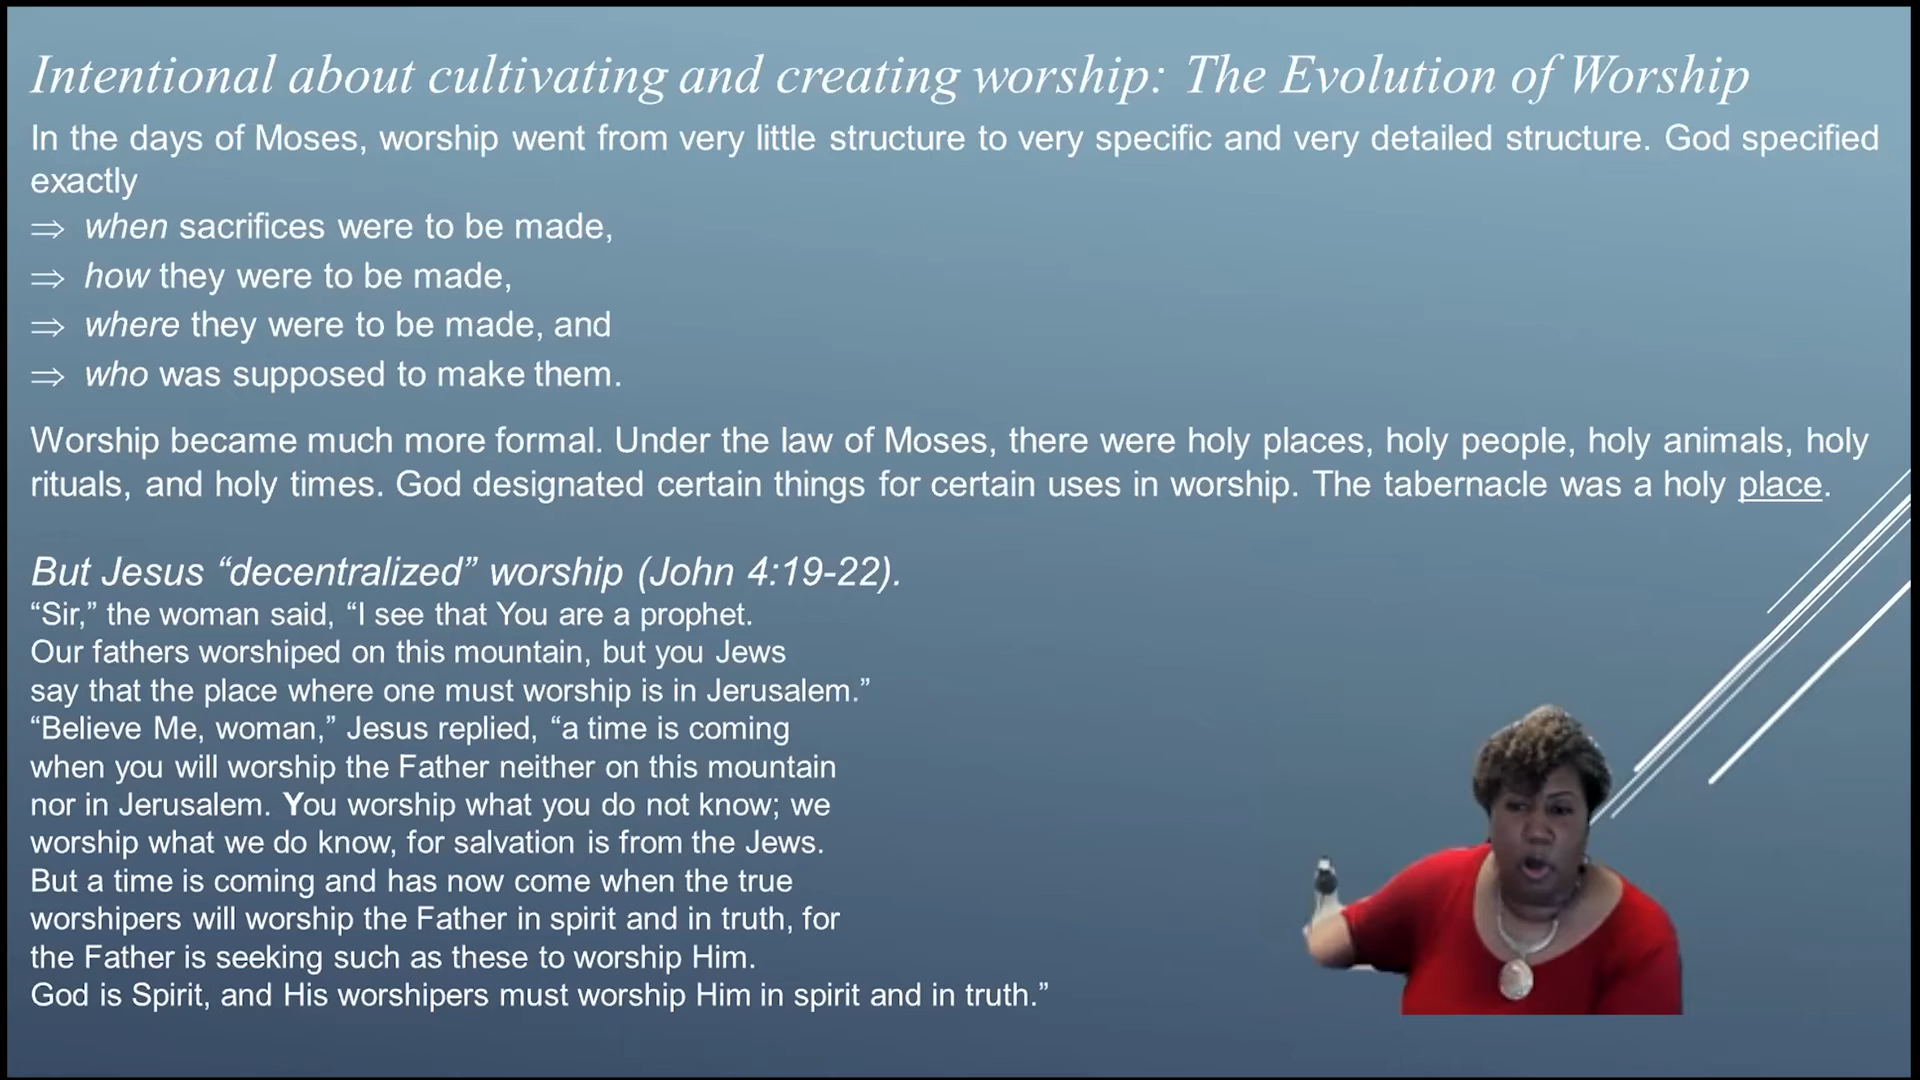 Intentional about cultivating and creating worship: The Evolution of Worship
In the days of Moses, worship went from very little structure to very specific and very detailed structure. God specified
exactly
⇒ when sacrifices were to be made,
⇒ how they were to be made,
⇒ where they were to be made, and
⇒ who was supposed to make them.
Worship became much more formal. Under the law of Moses, there were holy places, holy people, holy animals, holy
rituals, and holy times. God designated certain things for certain uses in worship. The tabernacle was a holy place.
But Jesus “decentralized” worship (John 4:19-22).
“Sir,” the woman said, “I see that You are a prophet.
Our fathers worshiped on this mountain, but you Jews
say that the place where one must worship is in Jerusalem.”
“Believe Me, woman,” Jesus replied, “a time is coming
when you will worship the Father neither on this mountain
nor in Jerusalem. You worship what you do not know; we
worship what we do know, for salvation is from the Jews.
But a time is coming and has now come when the true
worshipers will worship the Father in spirit and in truth, for
the Father is seeking such as these to worship Him.
God is Spirit, and His worshipers must worship Him in spirit and in truth.”